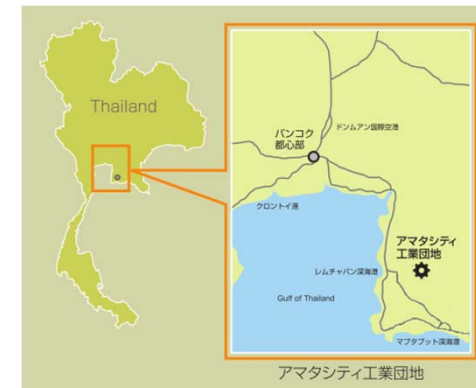 Thailand
バンコク
都心部
ドンムアン国際空港
クロントイ港
アマタシティ
工業団地
レムチャバン深海港
Gulf of Thailand
マプタプット深海港
アマタシティ工業団地